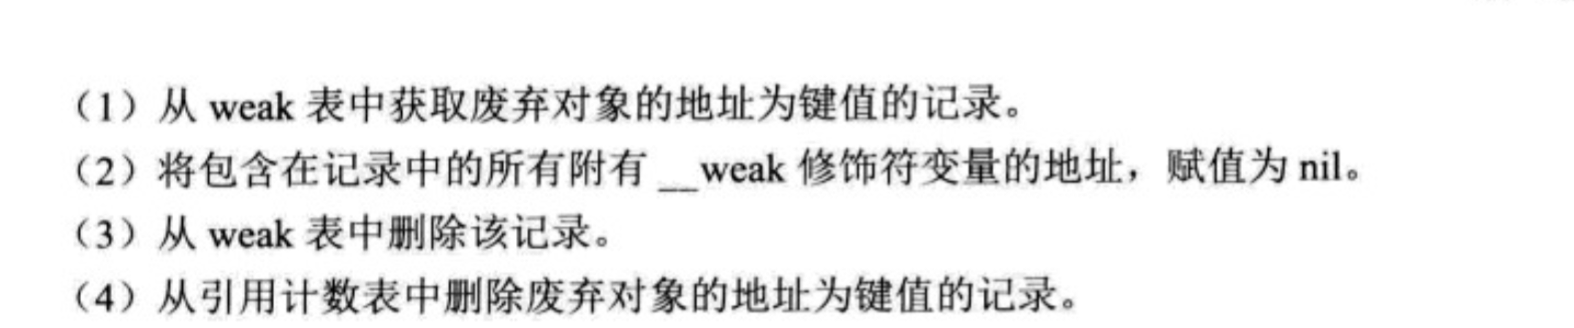 （1）从 weak 表中获取废弃对象的地址为键值的记录。
（2）将包含在记录中的所有附有 __weak 修饰符变量的地址，赋值为 nil。
（3）从 weak 表中删除该记录。
（4）从引用计数表中删除废弃对象的地址为键值的记录。